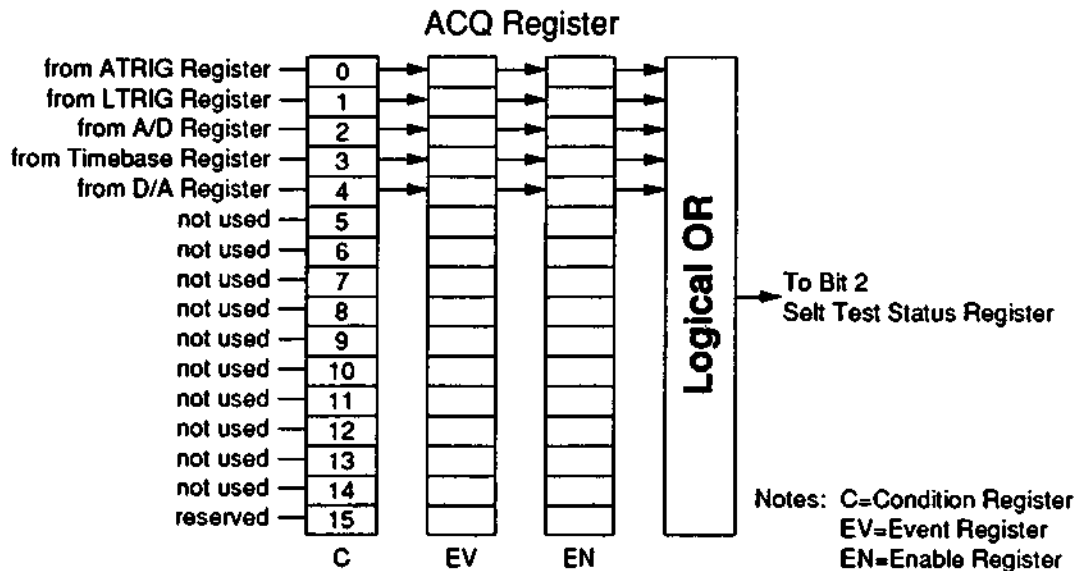 ACQ Register
from ATRIG Register 0
from LTRIG Register 1
from A/D Register 2
from Timebase Register 3
from D/A Register 4
not used 5
not used 6
not used 7
not used 8
not used 9
not used 10
not used 11
not used 12
not used 13
not used 14
reserved 15
C EV EN
Logical OR
To Bit 2
Selt Test Status Register
Notes: C=Condition Register
EV=Event Register
EN=Enable Register